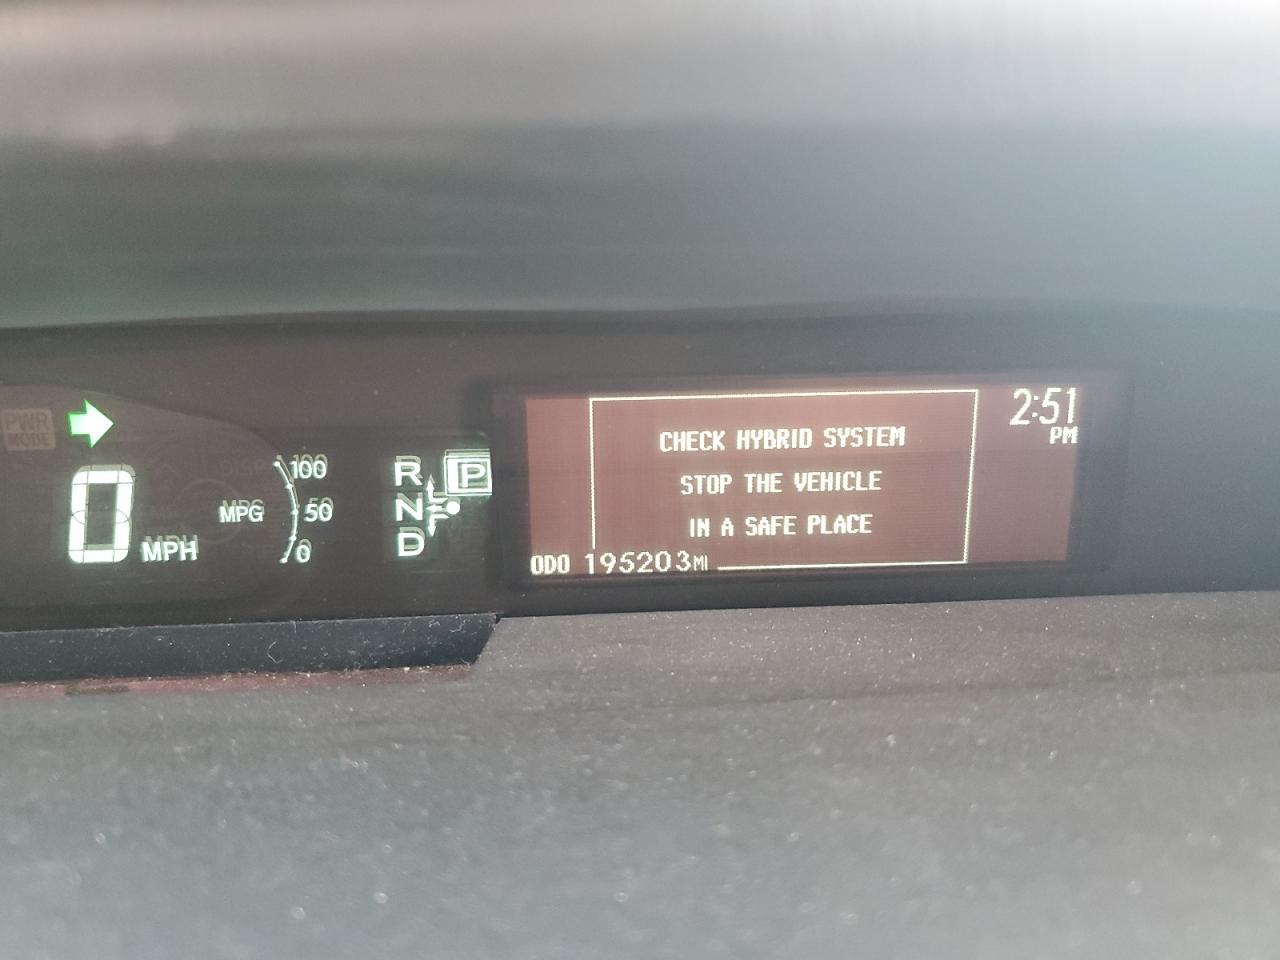 PWR
MODE
0
MPH
MPG
100
50
0
R
N
D
P
CHECK HYBRID SYSTEM
STOP THE VEHICLE
IN A SAFE PLACE
ODO 195203MI
2:51
PM